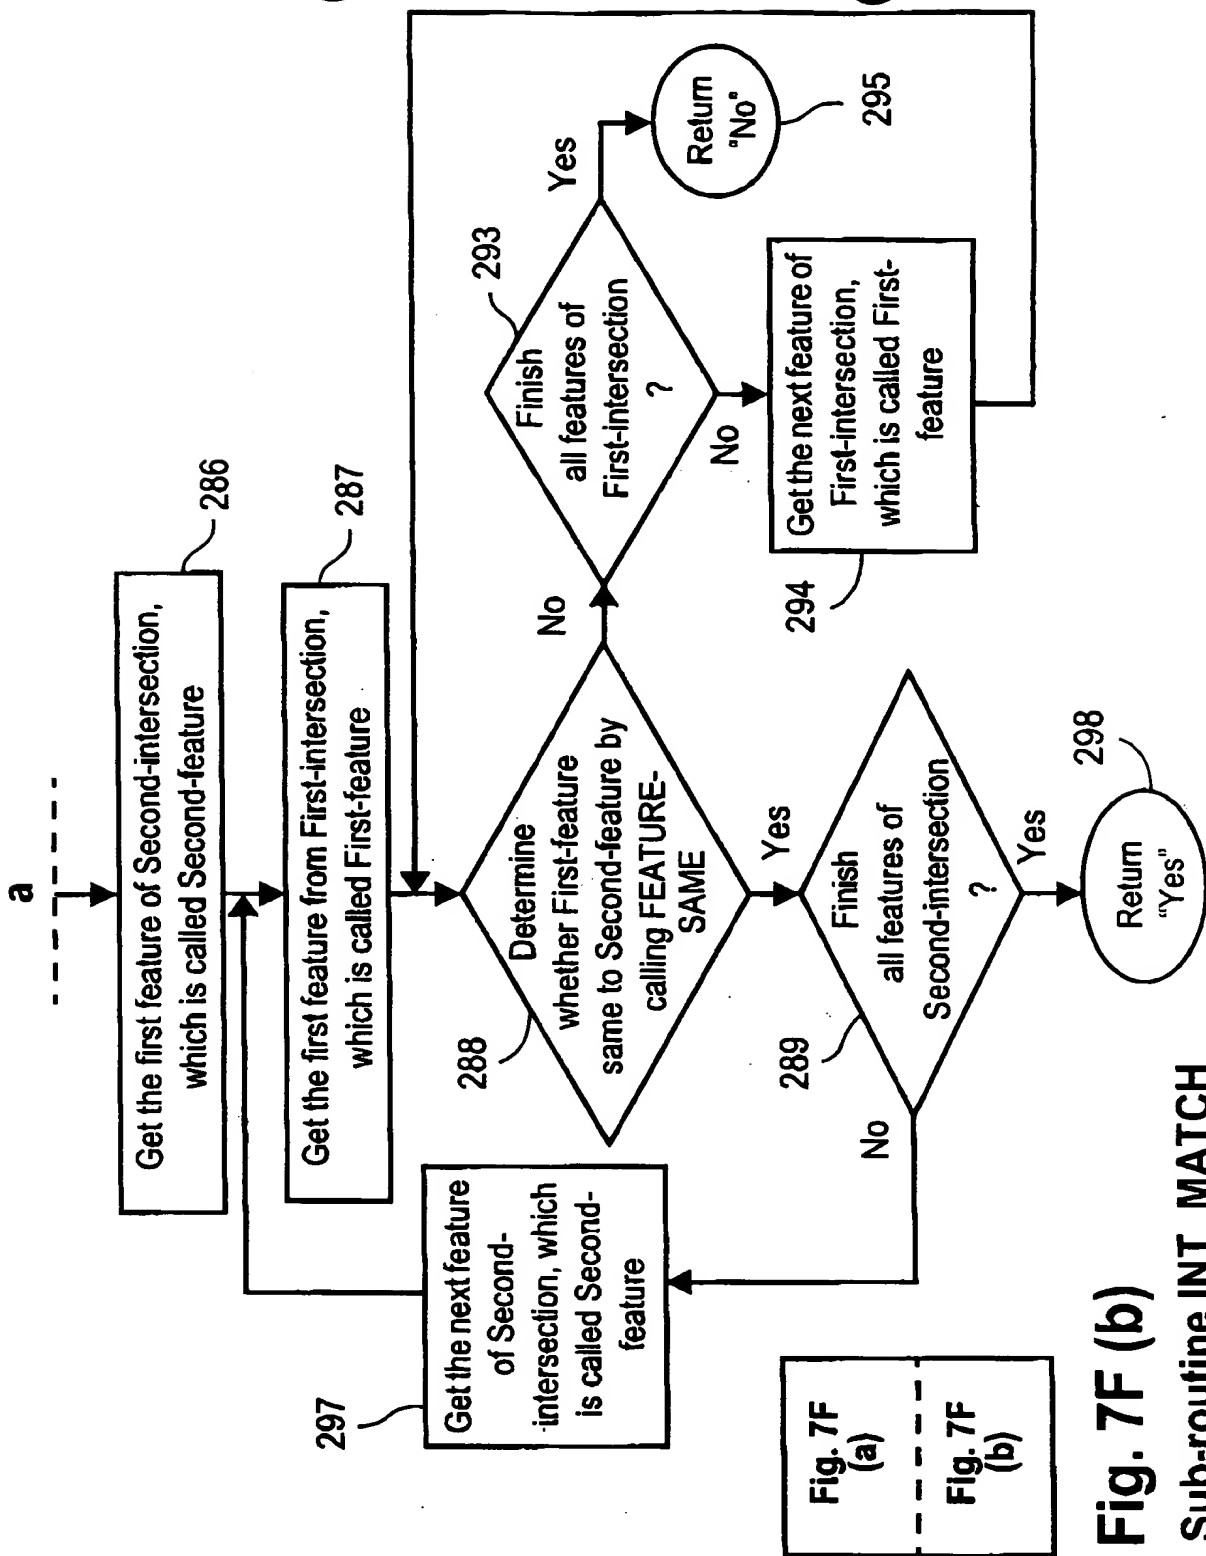 a
Get the first feature of Second-intersection,
which is called Second-feature
286
Get the first feature from First-intersection,
which is called First-feature
287
Determine
whether First-feature
same to Second-feature by
calling FEATURE-
SAME
288
No
Yes
Finish
all features of
First-intersection
?
293
Yes
No
Return
"No"
295
Get the next feature of
First-intersection,
which is called First-
feature
294
Finish
all features of
Second-intersection
?
289
No
Yes
Return
"Yes"
298
Get the next feature
of Second-
intersection, which
is called Second-
feature
297
Fig. 7F
(a)
Fig. 7F
(b)
Fig. 7F (b)
Sub-routine INT_MATCH